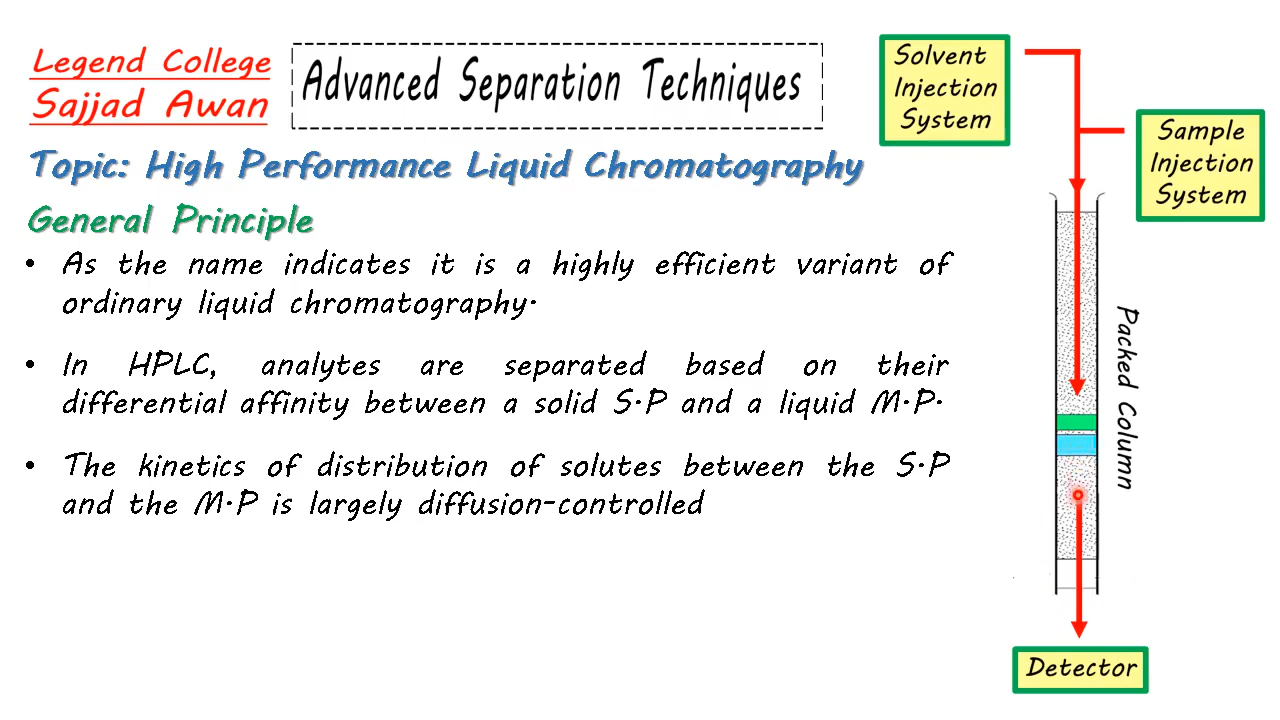 Legend College
Sajjad Awan
Advanced Separation Techniques
Topic: High Performance Liquid Chromatography
General Principle
• As the name indicates it is a highly efficient variant of
ordinary liquid chromatography.
• In HPLC, analytes are separated based on their
differential affinity between a solid S.P and a liquid M.P.
• The kinetics of distribution of solutes between the S.P
and the M.P is largely diffusion-controlled
Solvent
Injection
System
Sample
Injection
System
Packed Column
Detector